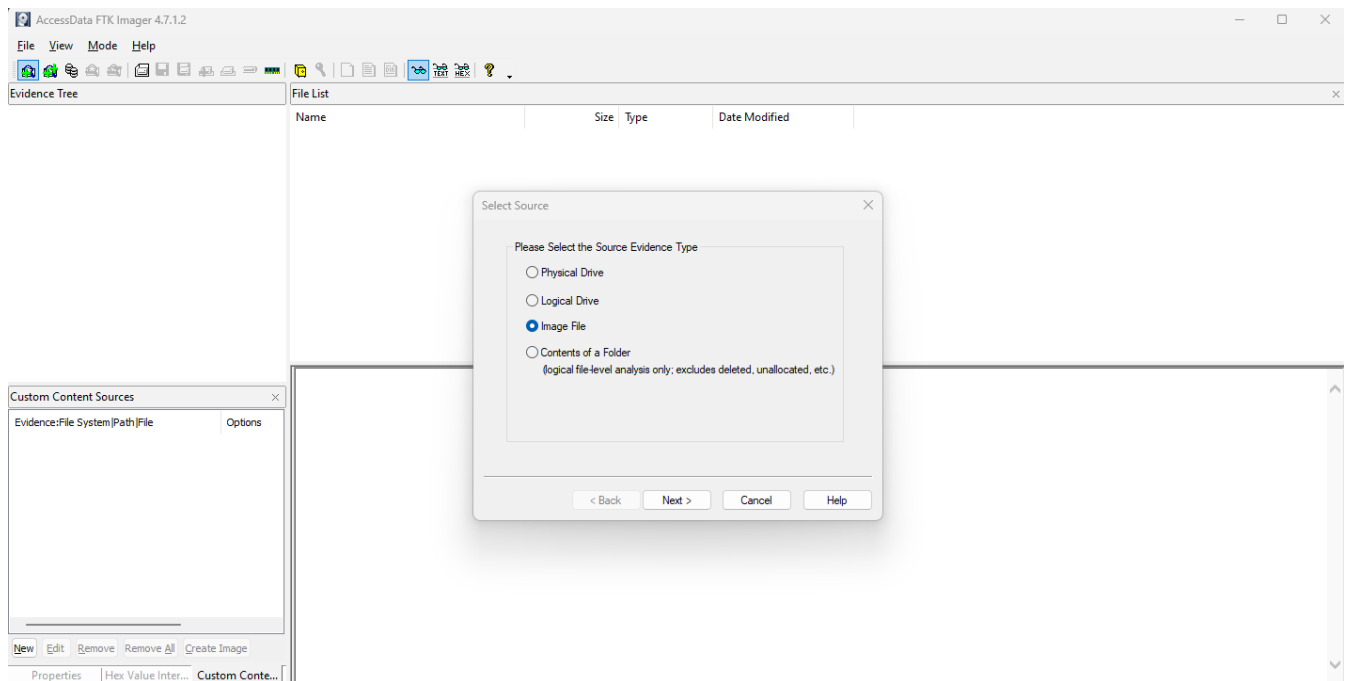 AccessData FTK Imager 4.7.1.2
File View Mode Help
TEXT HEX
Evidence Tree
File List
Name Size Type Date Modified
Select Source
Please Select the Source Evidence Type
Physical Drive
Logical Drive
Image File
Contents of a Folder
(logical file-level analysis only; excludes deleted, unallocated, etc.)
< Back Next > Cancel Help
Custom Content Sources
Evidence:File System|Path|File Options
New Edit Remove Remove All Create Image
Properties Hex Value Inter... Custom Conte...